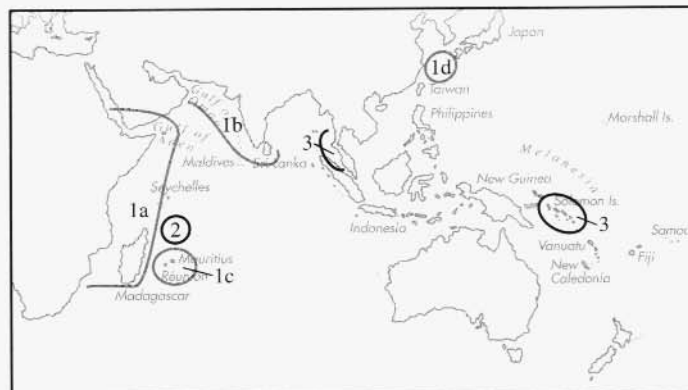 Japan
1d
Taiwan
Philippines
Marshall Is.
Gulf
1b
Gulf of
Aden
3
Maldives
Sri Lanka
Melanesia
New Guinea
Seychelles
Solomon Is.
1a
3
2
Indonesia
Samoa
Mauritius
Vanuatu
Fiji
Réunion
1c
New
Caledonia
Madagascar